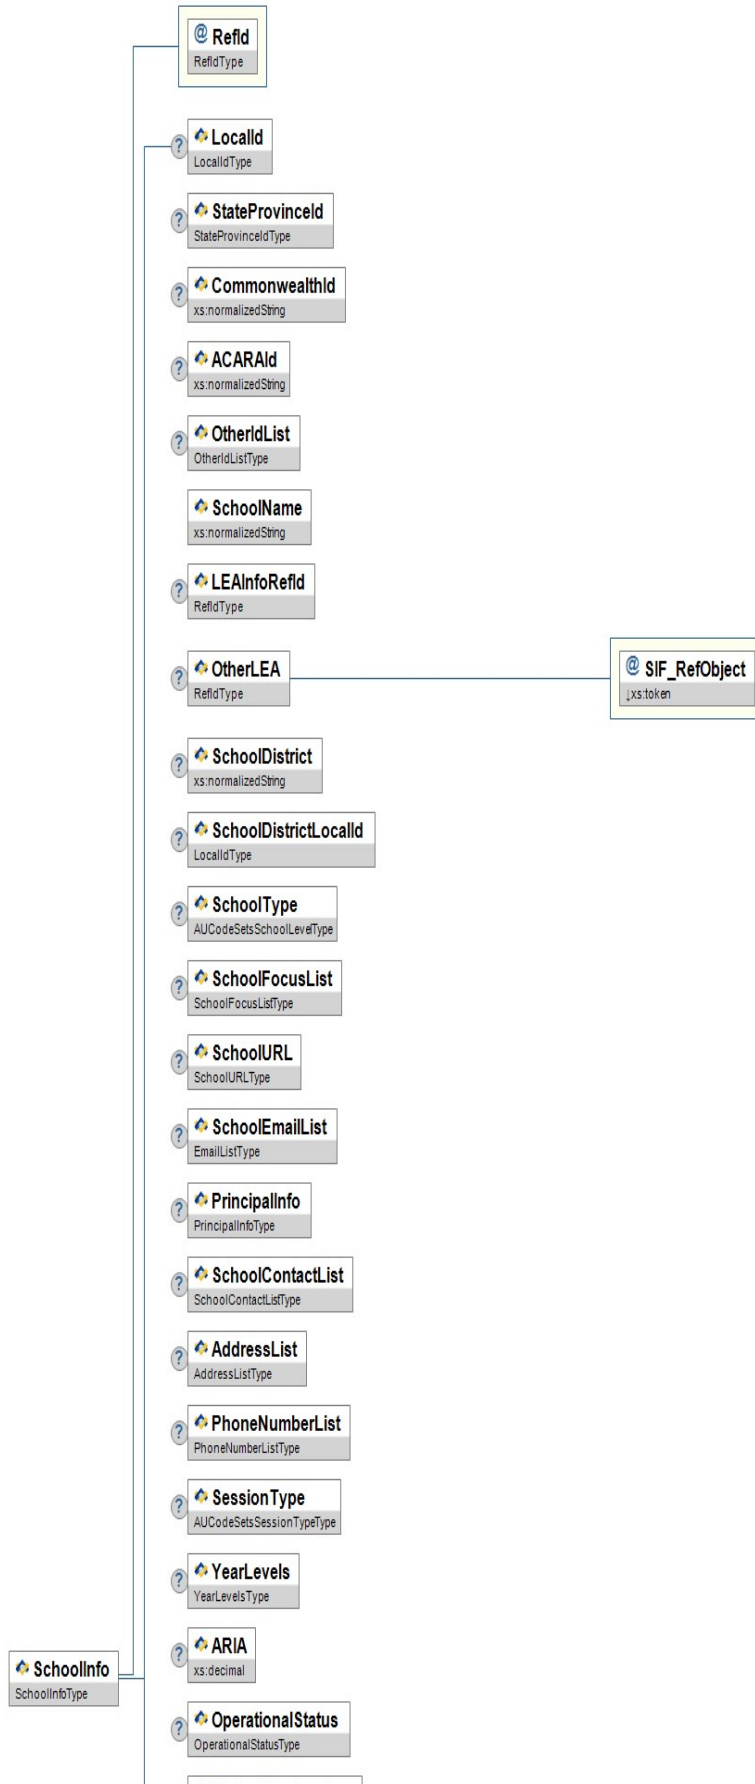 @ RefId
RefIdType
? LocalId
LocalIdType
? StateProvinceId
StateProvinceIdType
? CommonwealthId
xs:normalizedString
? ACARAId
xs:normalizedString
? OtherIdList
OtherIdListType
SchoolName
xs:normalizedString
? LEAInfoRefId
RefIdType
? OtherLEA
RefIdType
@ SIF_RefObject
↓xs:token
? SchoolDistrict
xs:normalizedString
? SchoolDistrictLocalId
LocalIdType
? SchoolType
AUCodeSetsSchoolLevelType
? SchoolFocusList
SchoolFocusListType
? SchoolURL
SchoolURLType
? SchoolEmailList
EmailListType
? PrincipalInfo
PrincipalInfoType
? SchoolContactList
SchoolContactListType
? AddressList
AddressListType
? PhoneNumberList
PhoneNumberListType
? SessionType
AUCodeSetsSessionTypeType
? YearLevels
YearLevelsType
? ARIA
xs:decimal
SchoolInfo
SchoolInfoType
? OperationalStatus
OperationalStatusType